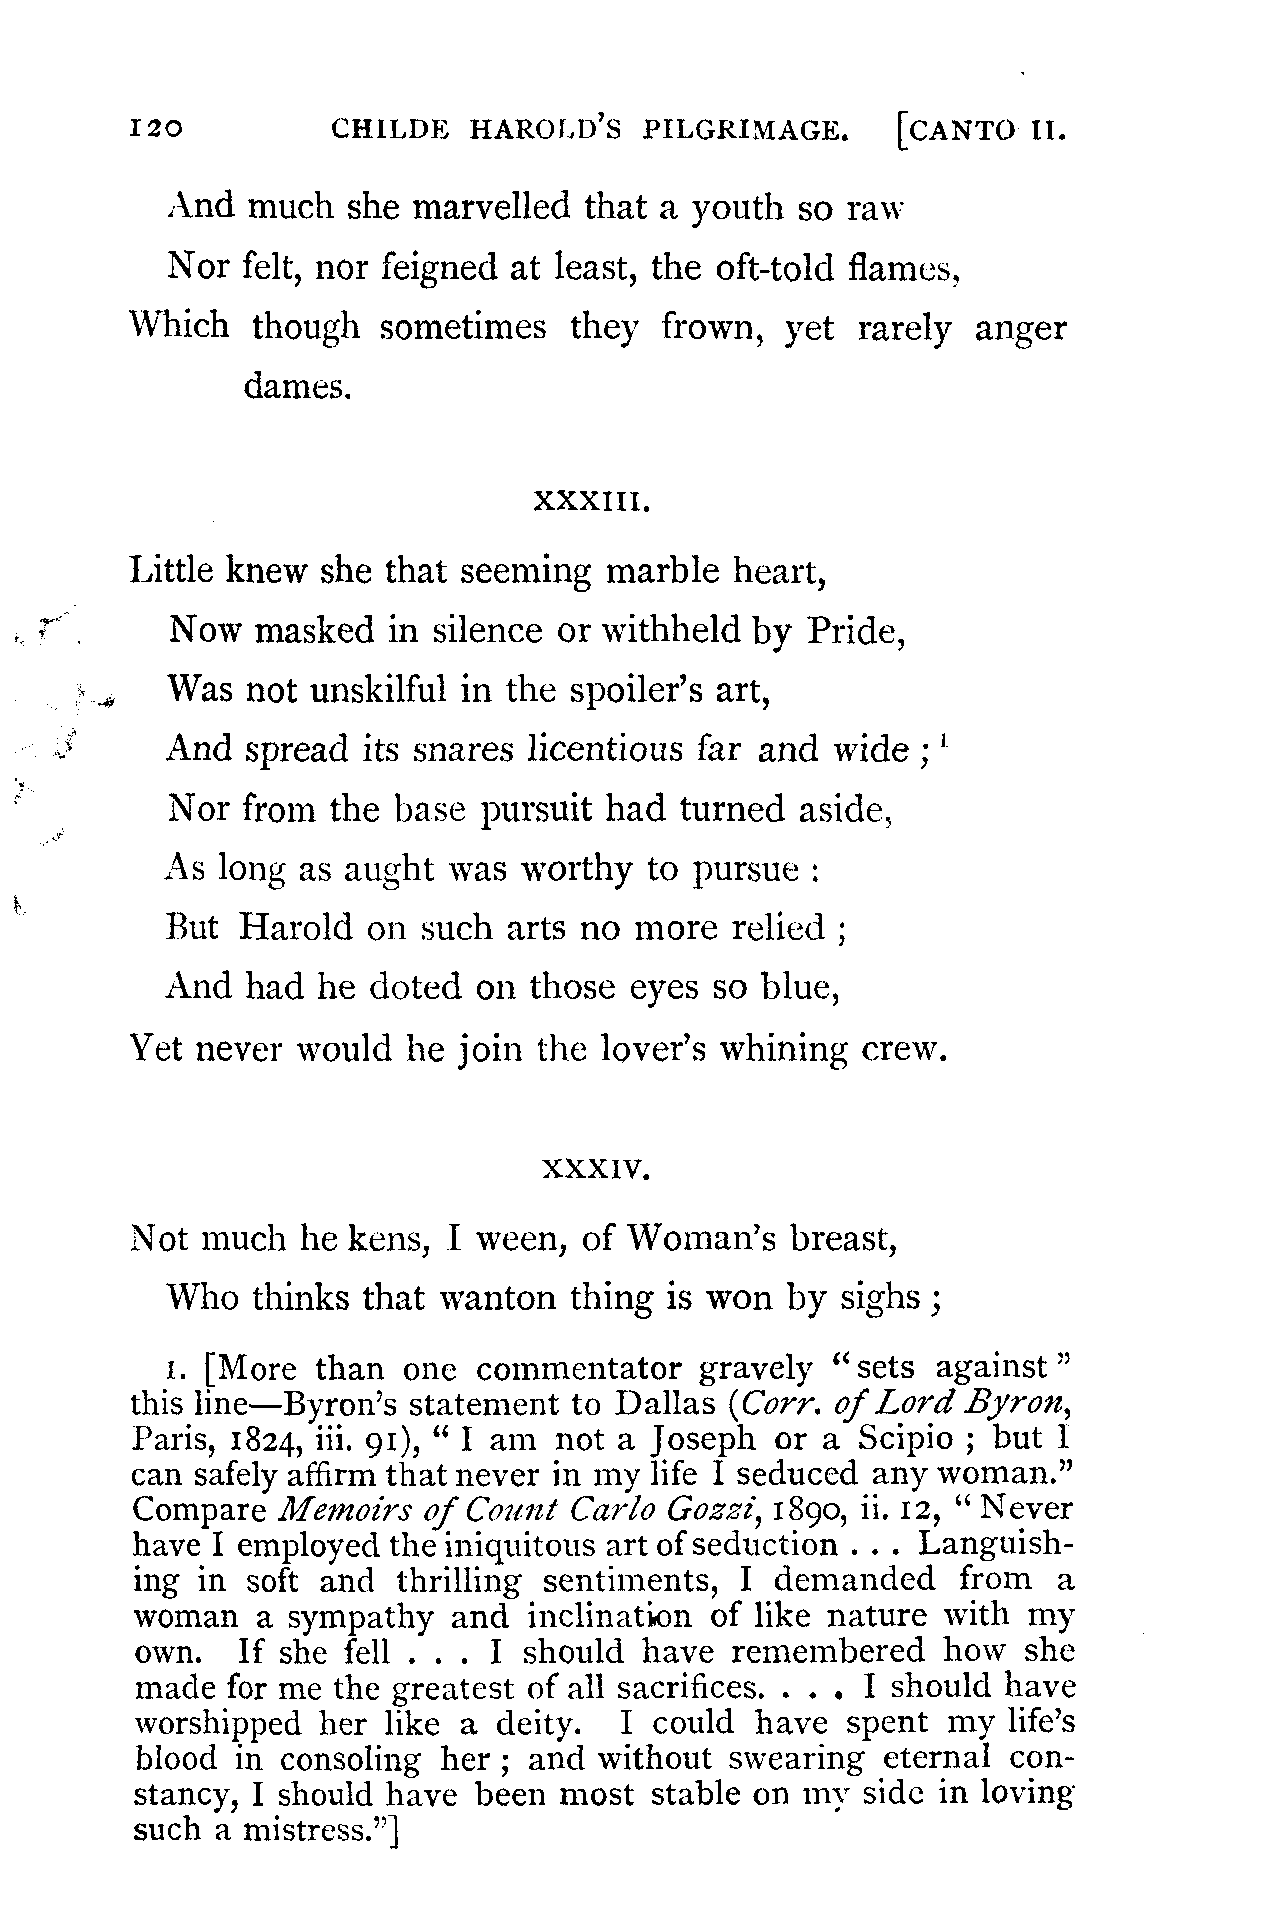 120 CHILDE HAROLD'S PILGRIMAGE. [CANTO II.
And much she marvelled that a youth so raw
Nor felt, nor feigned at least, the oft-told flames,
Which though sometimes they frown, yet rarely anger
dames.
XXXIII.
Little knew she that seeming marble heart,
Now masked in silence or withheld by Pride,
Was not unskilful in the spoiler's art,
And spread its snares licentious far and wide ; 1
Nor from the base pursuit had turned aside,
As long as aught was worthy to pursue :
But Harold on such arts no more relied ;
And had he doted on those eyes so blue,
Yet never would he join the lover's whining crew.
XXXIV.
Not much he kens, I ween, of Woman's breast,
Who thinks that wanton thing is won by sighs ;
1. [More than one commentator gravely "sets against"
this line—Byron's statement to Dallas (Corr. of Lord Byron,
Paris, 1824, iii. 91), " I am not a Joseph or a Scipio ; but I
can safely affirm that never in my life I seduced any woman."
Compare Memoirs of Count Carlo Gozzi, 1890, ii. 12, " Never
have I employed the iniquitous art of seduction . . . Languish-
ing in soft and thrilling sentiments, I demanded from a
woman a sympathy and inclination of like nature with my
own. If she fell . . . I should have remembered how she
made for me the greatest of all sacrifices. . . . I should have
worshipped her like a deity. I could have spent my life's
blood in consoling her ; and without swearing eternal con-
stancy, I should have been most stable on my side in loving
such a mistress."]